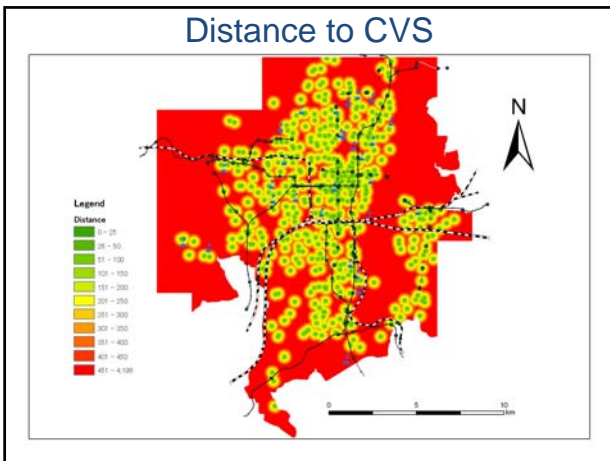 Distance to CVS
N
Legend
Distance
0 - 25
26 - 50
51 - 100
101 - 150
151 - 200
201 - 250
251 - 300
301 - 350
351 - 400
401 - 450
451 - 4,198
0 5 10
km